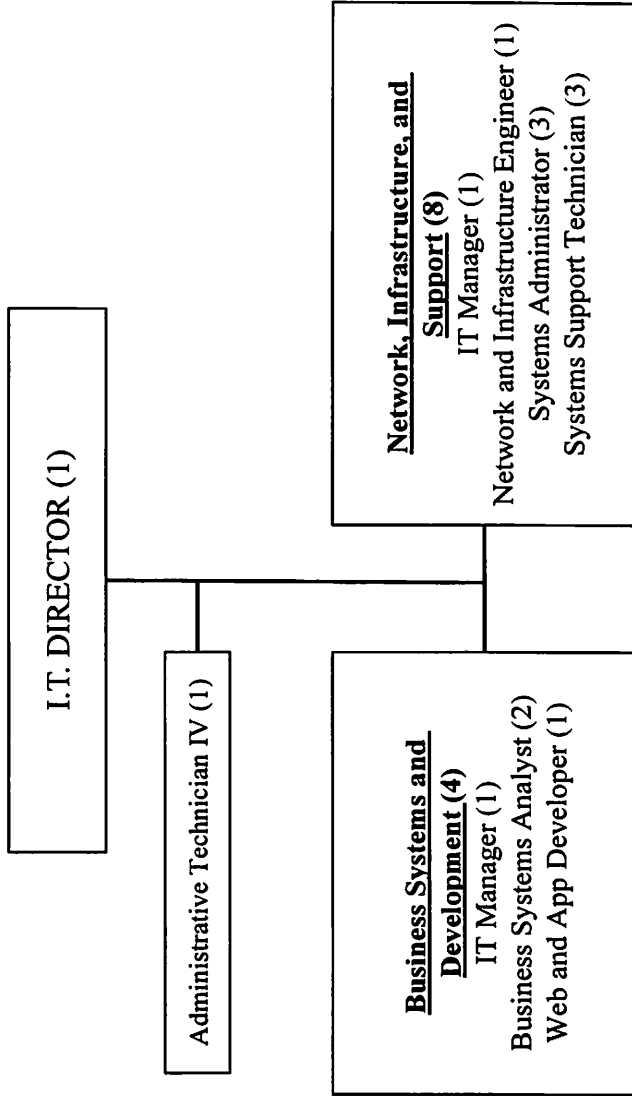 I.T. DIRECTOR (1)
Administrative Technician IV (1)
Business Systems and
Development (4)
IT Manager (1)
Business Systems Analyst (2)
Web and App Developer (1)
Network, Infrastructure, and
Support (8)
IT Manager (1)
Network and Infrastructure Engineer (1)
Systems Administrator (3)
Systems Support Technician (3)